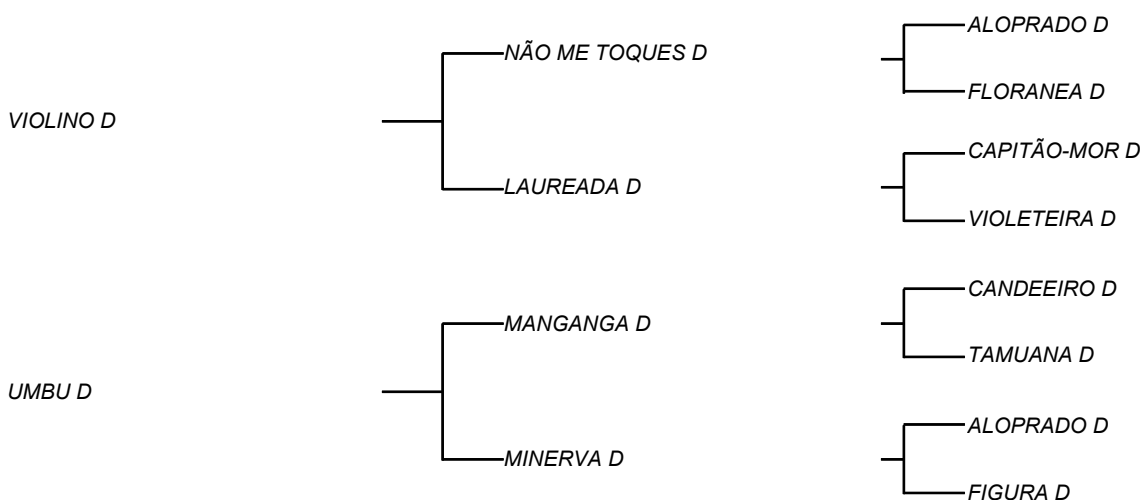 ALOPRADO D
NÃO ME TOQUES D
FLORANEA D
VIOLINO D
CAPITÃO-MOR D
LAUREADA D
VIOLETEIRA D
CANDEEIRO D
MANGANGA D
TAMUANA D
UMBU D
ALOPRADO D
MINERVA D
FIGURA D